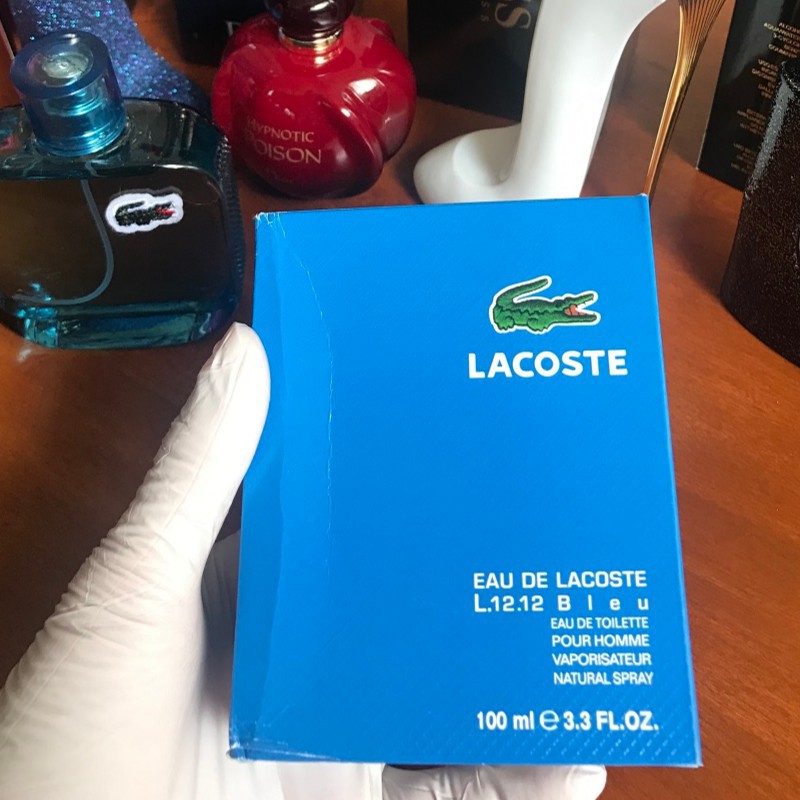 HYPNOTIC
POISON
LACOSTE
EAU DE LACOSTE
L.12.12 Bleu
EAU DE TOILETTE
POUR HOMME
VAPORISATEUR
NATURAL SPRAY
100 ml ℮ 3.3 FL.OZ.